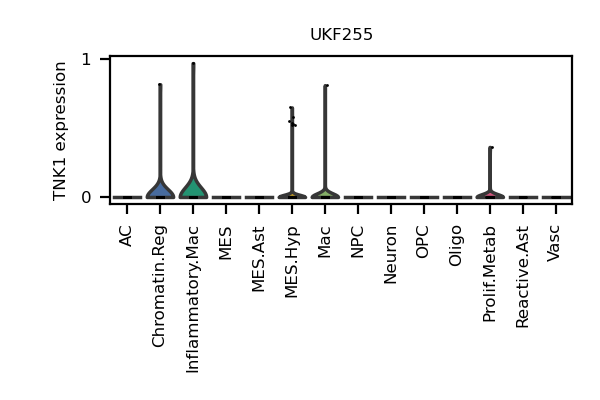 UKF255
TNK1 expression
1
0
AC
Chromatin.Reg
Inflammatory.Mac
MES
MES.Ast
MES.Hyp
Mac
NPC
Neuron
OPC
Oligo
Prolif.Metab
Reactive.Ast
Vasc